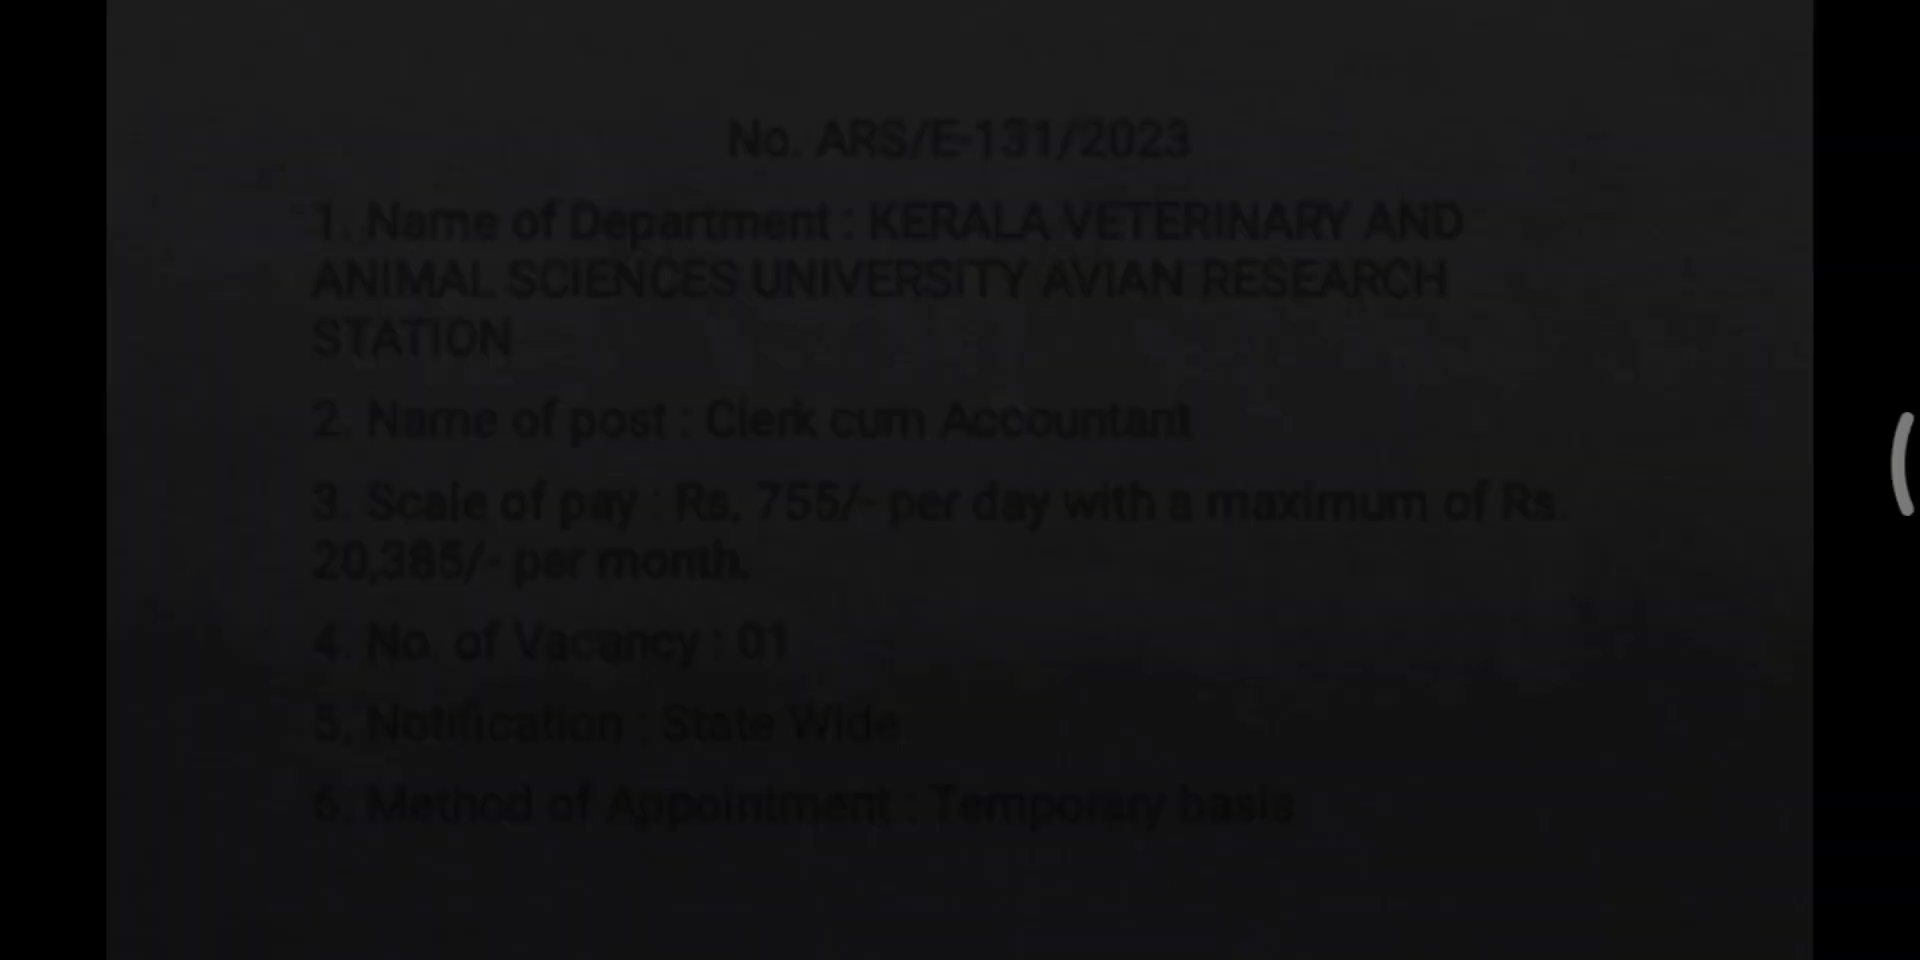 No. ARS/E-131/2023
1. Name of Department : KERALA VETERINARY AND
ANIMAL SCIENCES UNIVERSITY AVIAN RESEARCH
STATION
2. Name of post : Clerk cum Accountant
3. Scale of pay : Rs. 755/- per day with a maximum of Rs.
20,385/- per month.
4. No. of Vacancy : 01
5. Notification : State Wide
6. Method of Appointment : Temporary basis